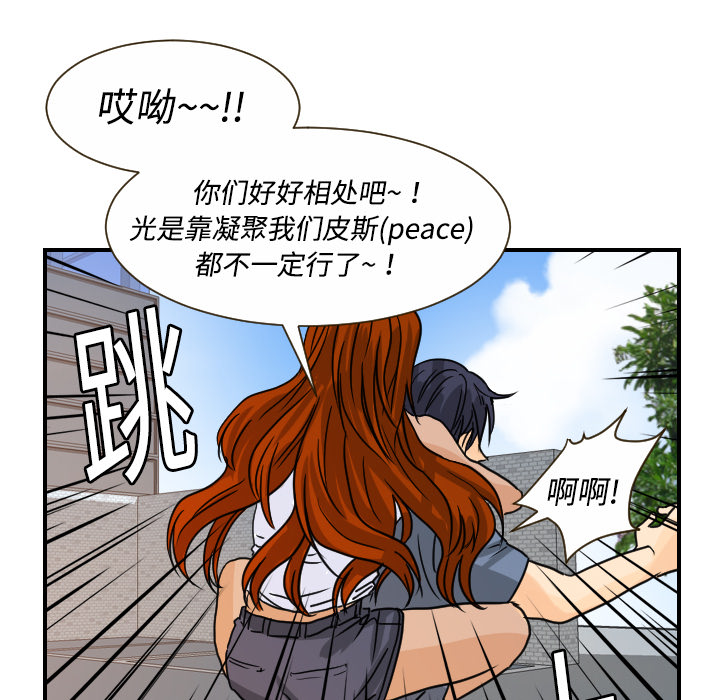 哎呦~~!!
你们好好相处吧~！
光是靠凝聚我们皮斯(peace)
都不一定行了~！
跳
啊啊!